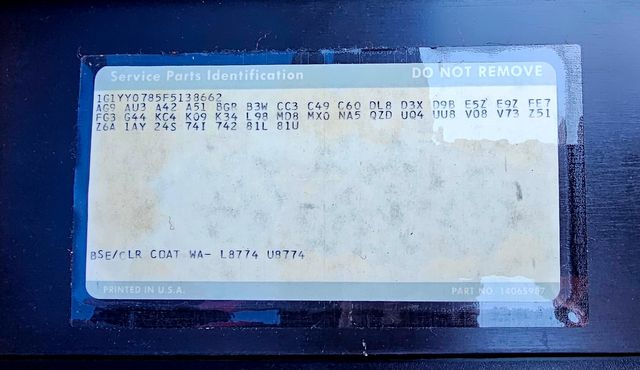 Service Parts Identification DO NOT REMOVE
1G1YY0785F5138662
AG9 AU3 A42 A51 BGR B3W CC3 C49 C60 DL8 D3X D9B E5Z E9Z FE7
FG3 G44 KC4 K09 K34 L98 MD8 MX0 NA5 QZD UQ4 UU8 V08 V73 Z51
Z6A 1AY 24S 74I 742 81L 81U
BSE/CLR COAT WA- L8774 U8774
PRINTED IN U.S.A. PART NO. 14065987